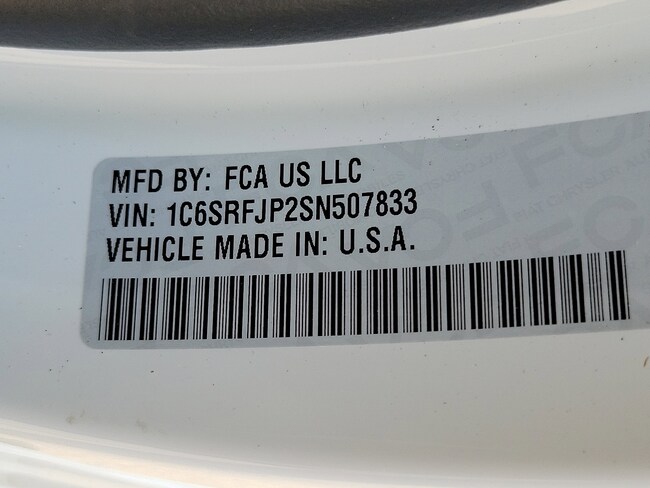 MFD BY: FCA US LLC
VIN: 1C6SRFJP2SN507833
VEHICLE MADE IN: U.S.A.